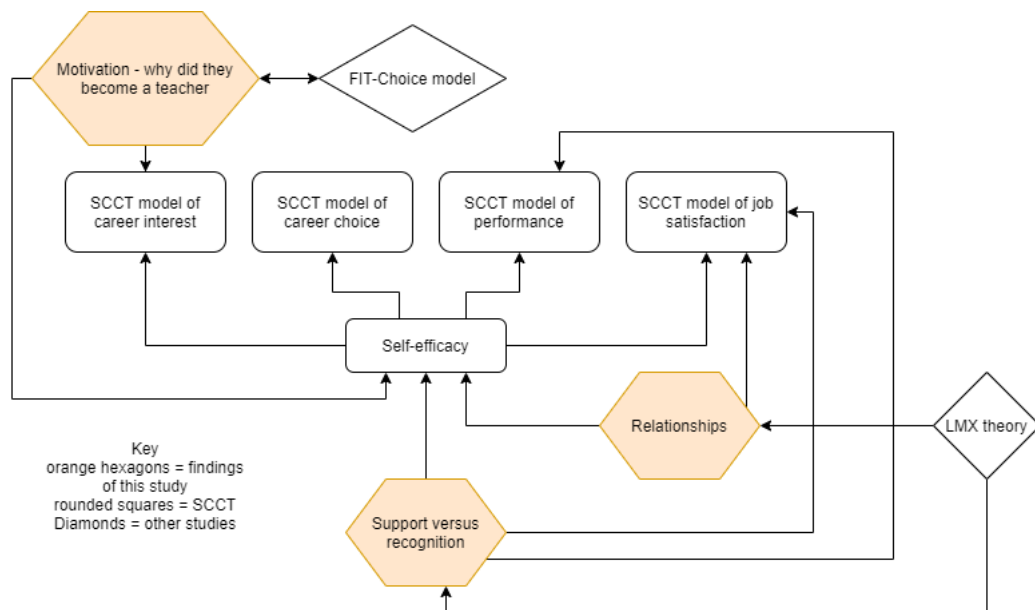 Motivation - why did they
become a teacher
FIT-Choice model
SCCT model of
career interest
SCCT model of
career choice
SCCT model of
performance
SCCT model of job
satisfaction
Self-efficacy
Relationships
LMX theory
Key
orange hexagons = findings
of this study
rounded squares = SCCT
Diamonds = other studies
Support versus
recognition